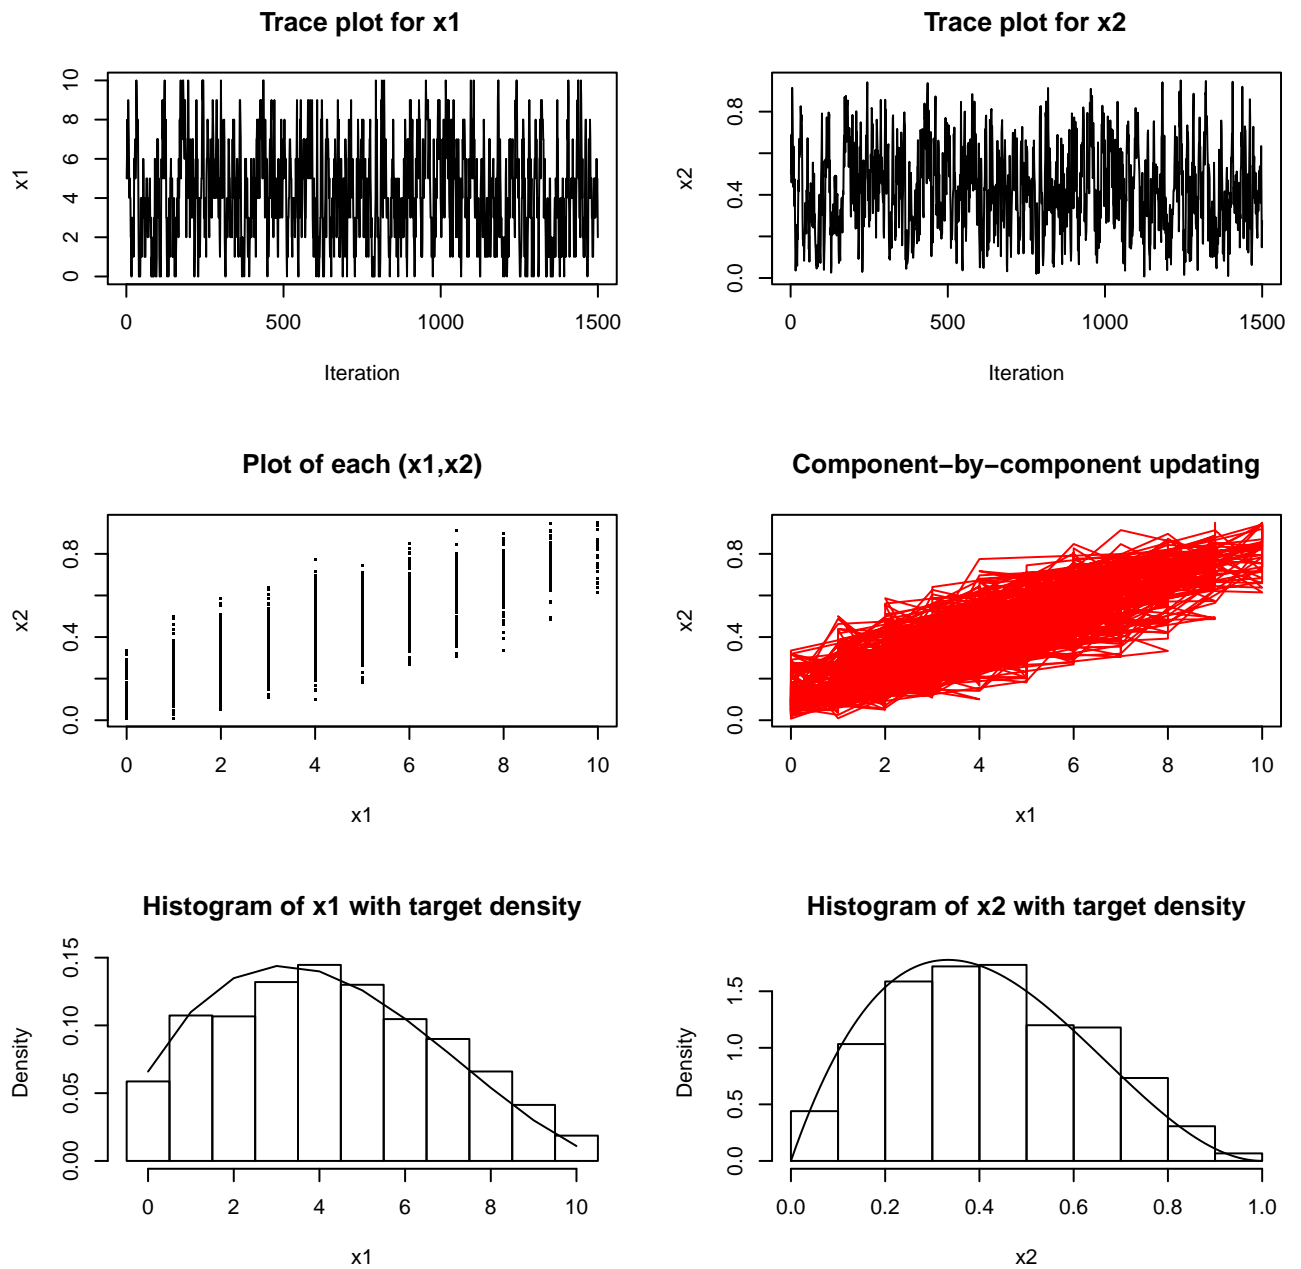 Trace plot for x1
x1
0 2 4 6 8 10
0 500 1000 1500
Iteration
Trace plot for x2
x2
0.0 0.4 0.8
0 500 1000 1500
Iteration
Plot of each (x1,x2)
x2
0.0 0.4 0.8
0 2 4 6 8 10
x1
Component−by−component updating
x2
0.0 0.4 0.8
0 2 4 6 8 10
x1
Histogram of x1 with target density
Density
0.00 0.05 0.10 0.15
0 2 4 6 8 10
x1
Histogram of x2 with target density
Density
0.0 0.5 1.0 1.5
0.0 0.2 0.4 0.6 0.8 1.0
x2